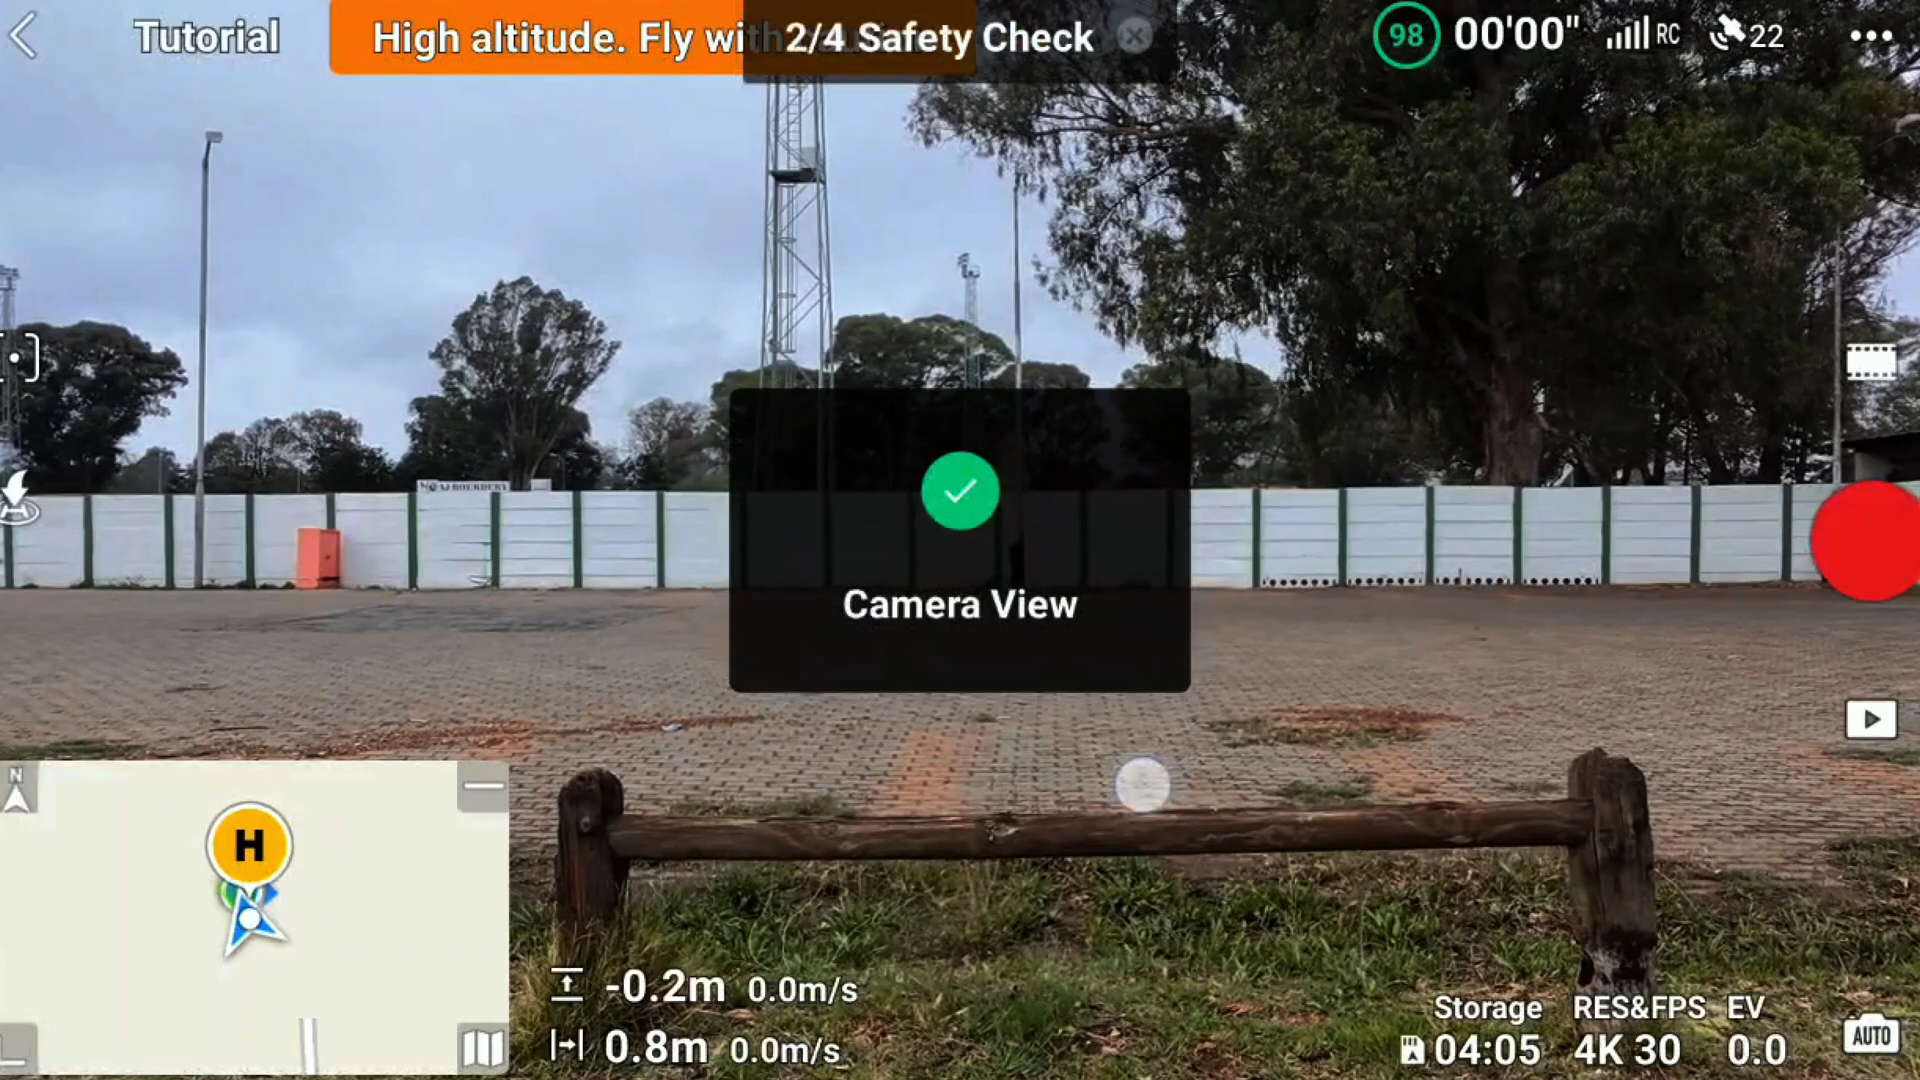 Tutorial
High altitude. Fly with
2/4 Safety Check
98
00'00"
RC
22
Camera View
N
H
-0.2m 0.0m/s
0.8m 0.0m/s
Storage RES&FPS EV
04:05 4K 30 0.0
AUTO